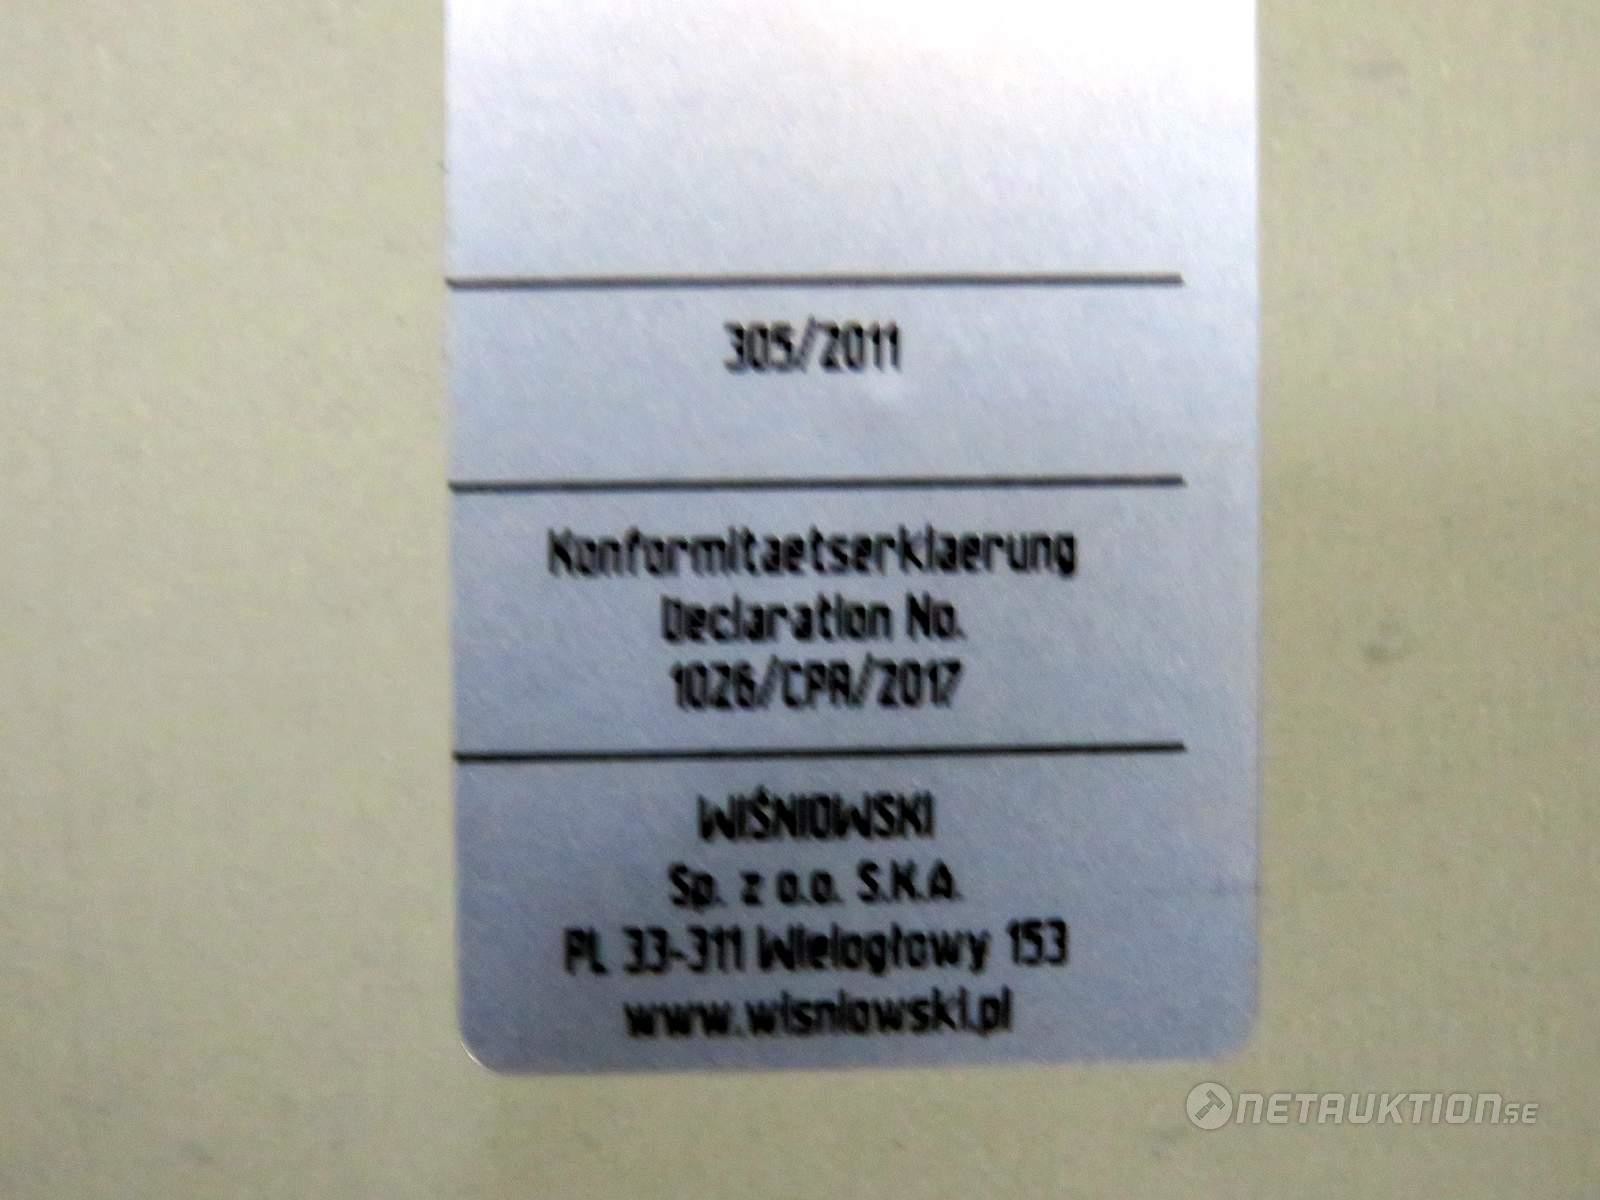 305/2011
Konformitaetserklaerung
Declaration No.
1026/CPR/2017
WIŚNIOWSKI
Sp. z o.o. S.K.A.
PL 33-311 Wielogłowy 153
www.wisniowski.pl
NETAUKTION.SE